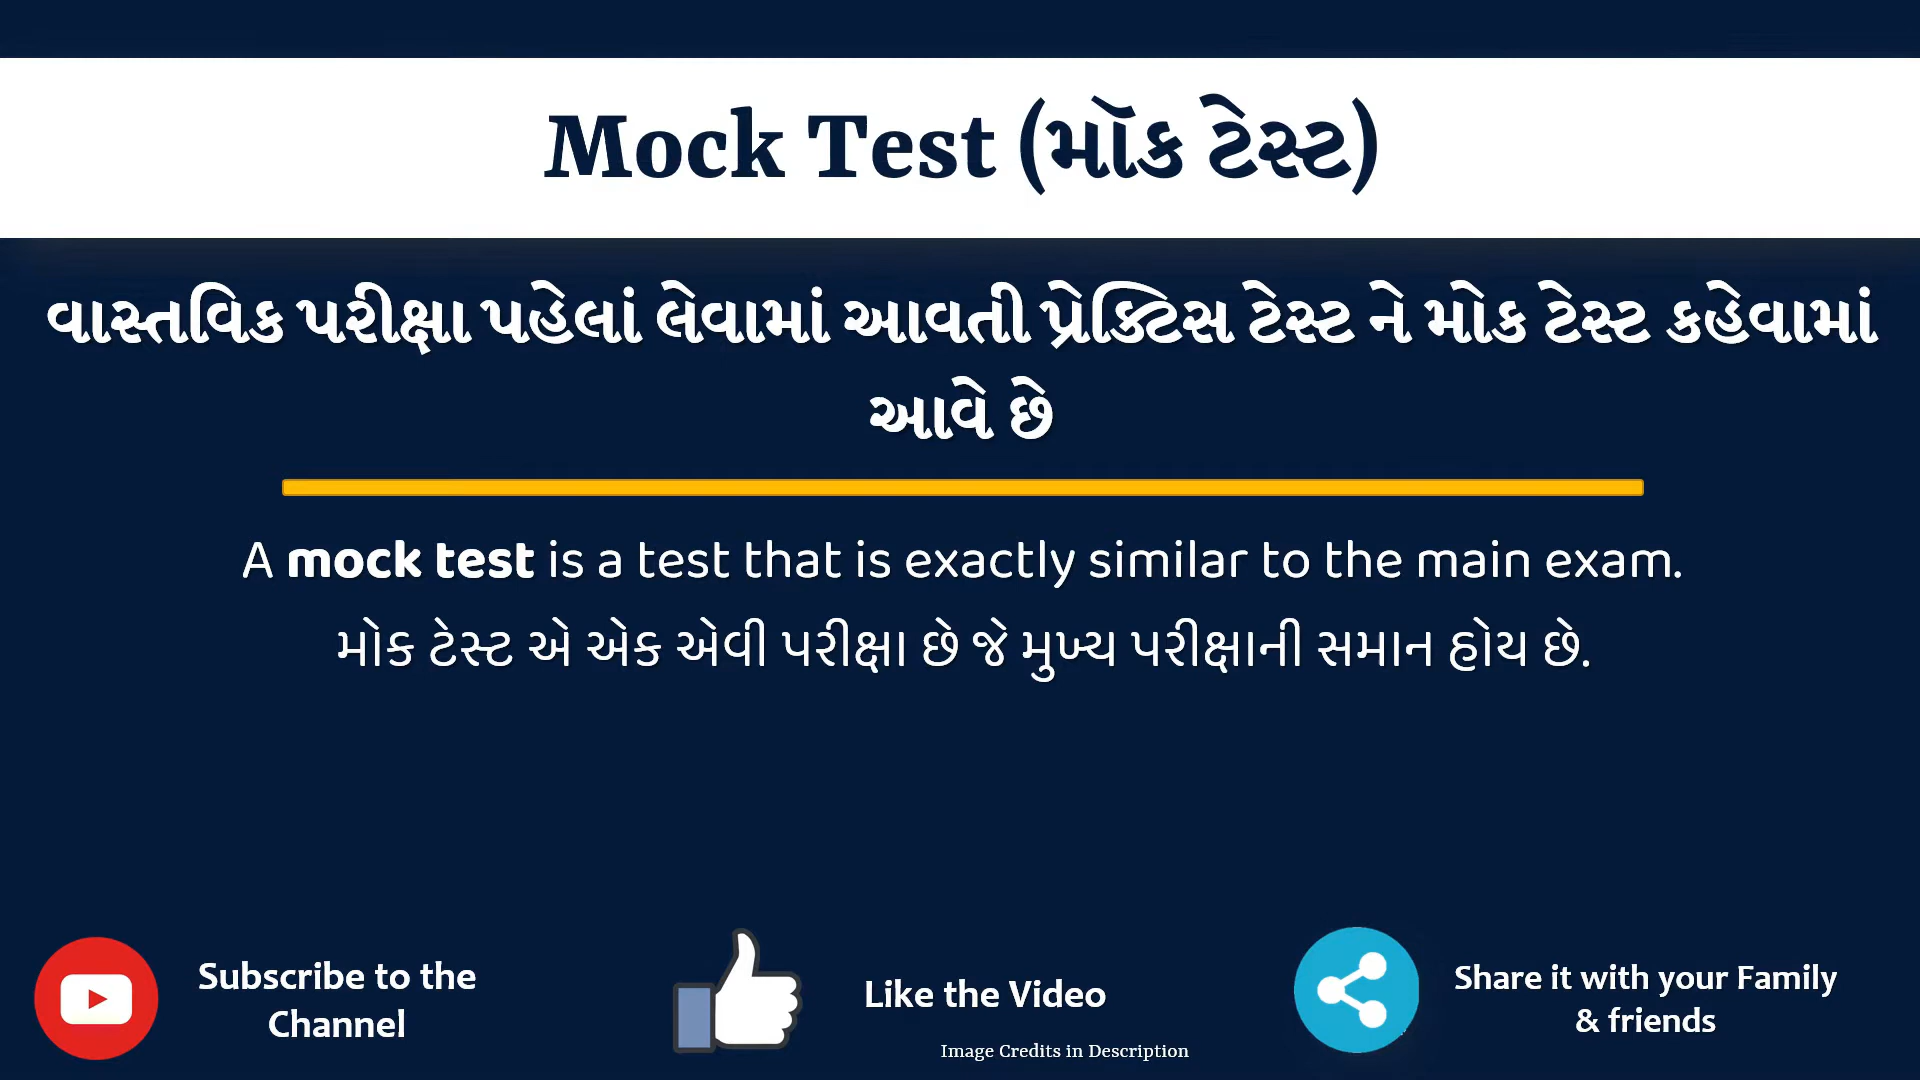 Mock Test (મૉક ટેસ્ટ)
વાસ્તવિક પરીક્ષા પહેલાં લેવામાં આવતી પ્રેક્ટિસ ટેસ્ટ ને મોક ટેસ્ટ કહેવામાં
આવે છે
A mock test is a test that is exactly similar to the main exam.
મોક ટેસ્ટ એ એક એવી પરીક્ષા છે જે મુખ્ય પરીક્ષાની સમાન હોય છે.
Subscribe to the
Channel
Like the Video
Share it with your Family
& friends
Image Credits in Description